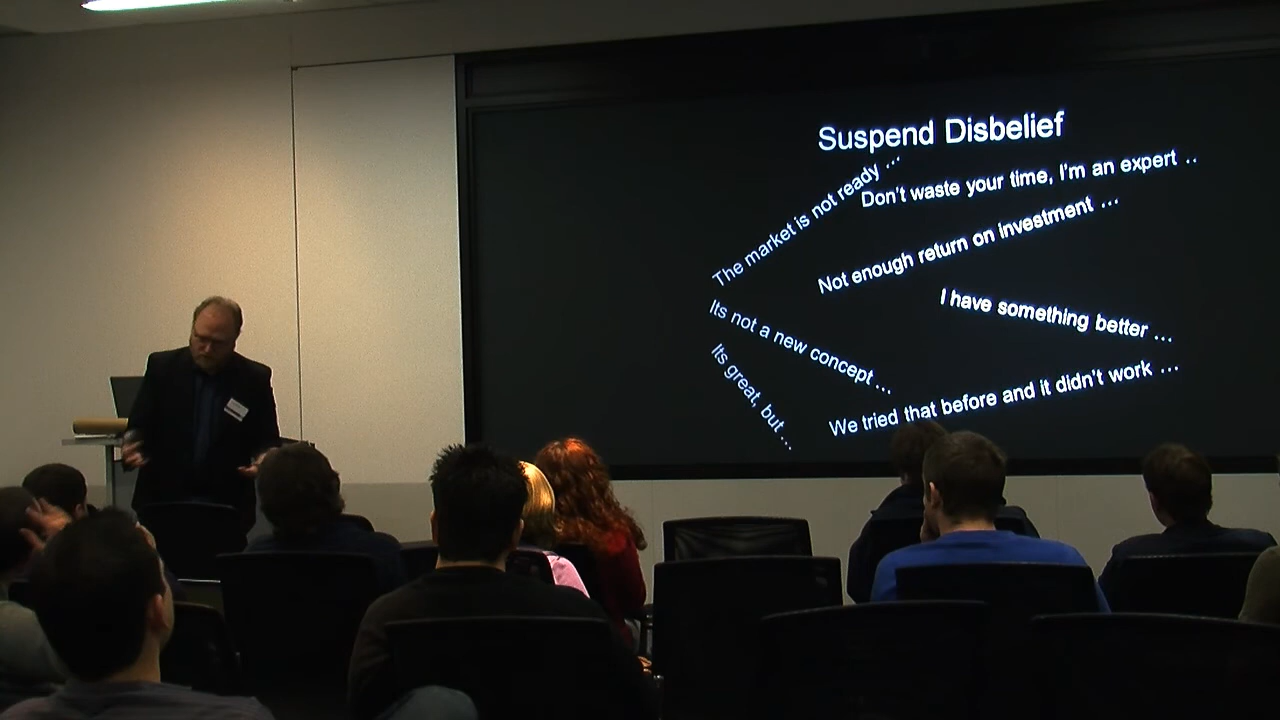 Suspend Disbelief
The market is not ready ...
Don't waste your time, I'm an expert ..
Not enough return on investment ...
Its not a new concept ...
I have something better ...
Its great, but ...
We tried that before and it didn't work ...